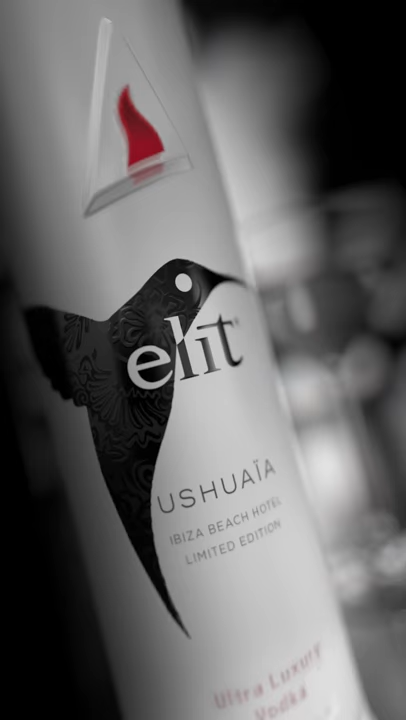 elit®
USHUAÏA
IBIZA BEACH HOTEL
LIMITED EDITION
Ultra Luxury
Vodka